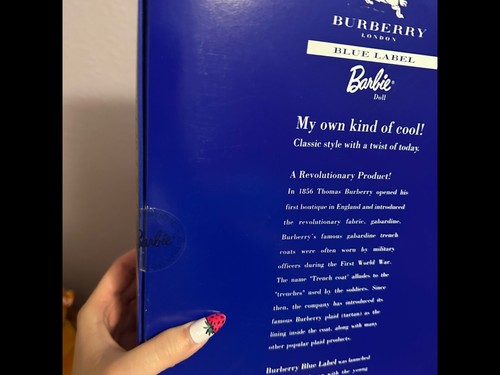 BURBERRY
LONDON
BLUE LABEL
Barbie®
Doll
My own kind of cool!
Classic style with a twist of today.
A Revolutionary Product!
In 1856 Thomas Burberry opened his
first boutique in England and introduced
the revolutionary fabric, gabardine.
Burberry's famous gabardine trench
coats were often worn by military
officers during the First World War.
The name "Trench coat" alludes to the
"trenches" used by the soldiers. Since
then, the company has introduced its
famous Burberry plaid (tartan) as the
lining inside the coat, along with many
other popular plaid products.
Burberry Blue Label was launched
with the young
Barbie